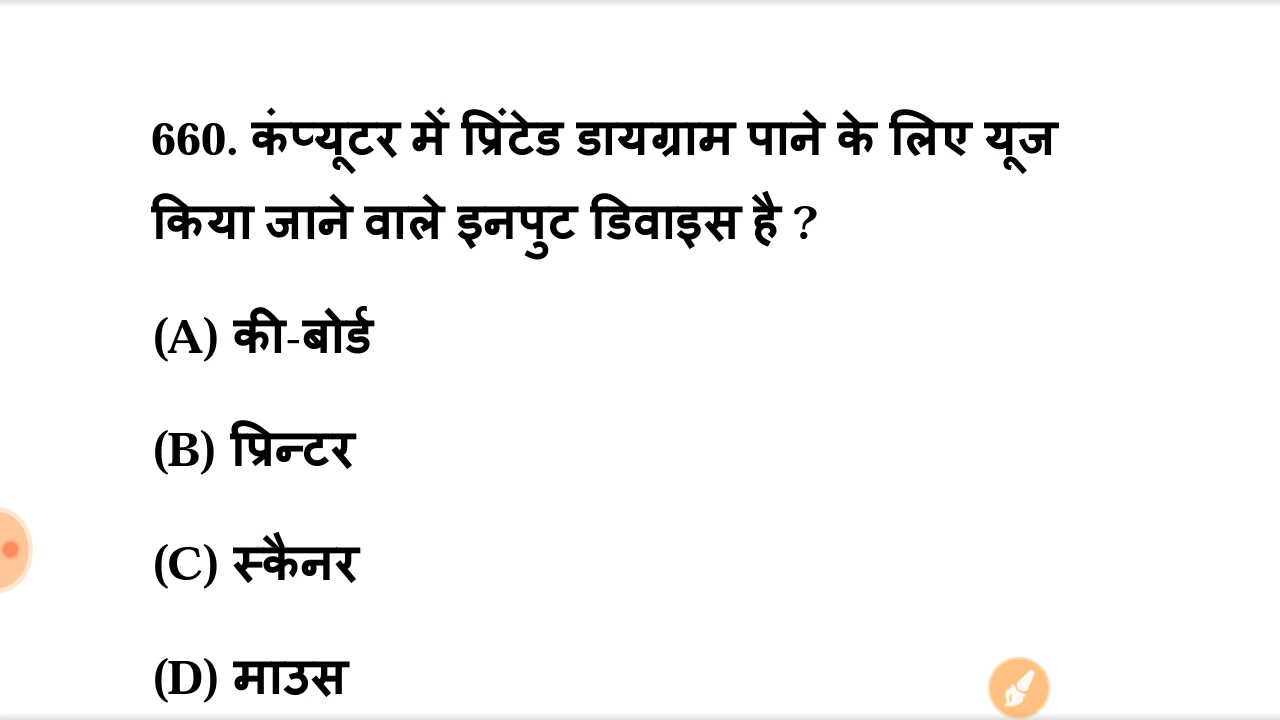 660. कंप्यूटर में प्रिंटेड डायग्राम पाने के लिए यूज
किया जाने वाले इनपुट डिवाइस है ?
(A) की-बोर्ड
(B) प्रिन्टर
(C) स्कैनर
(D) माउस